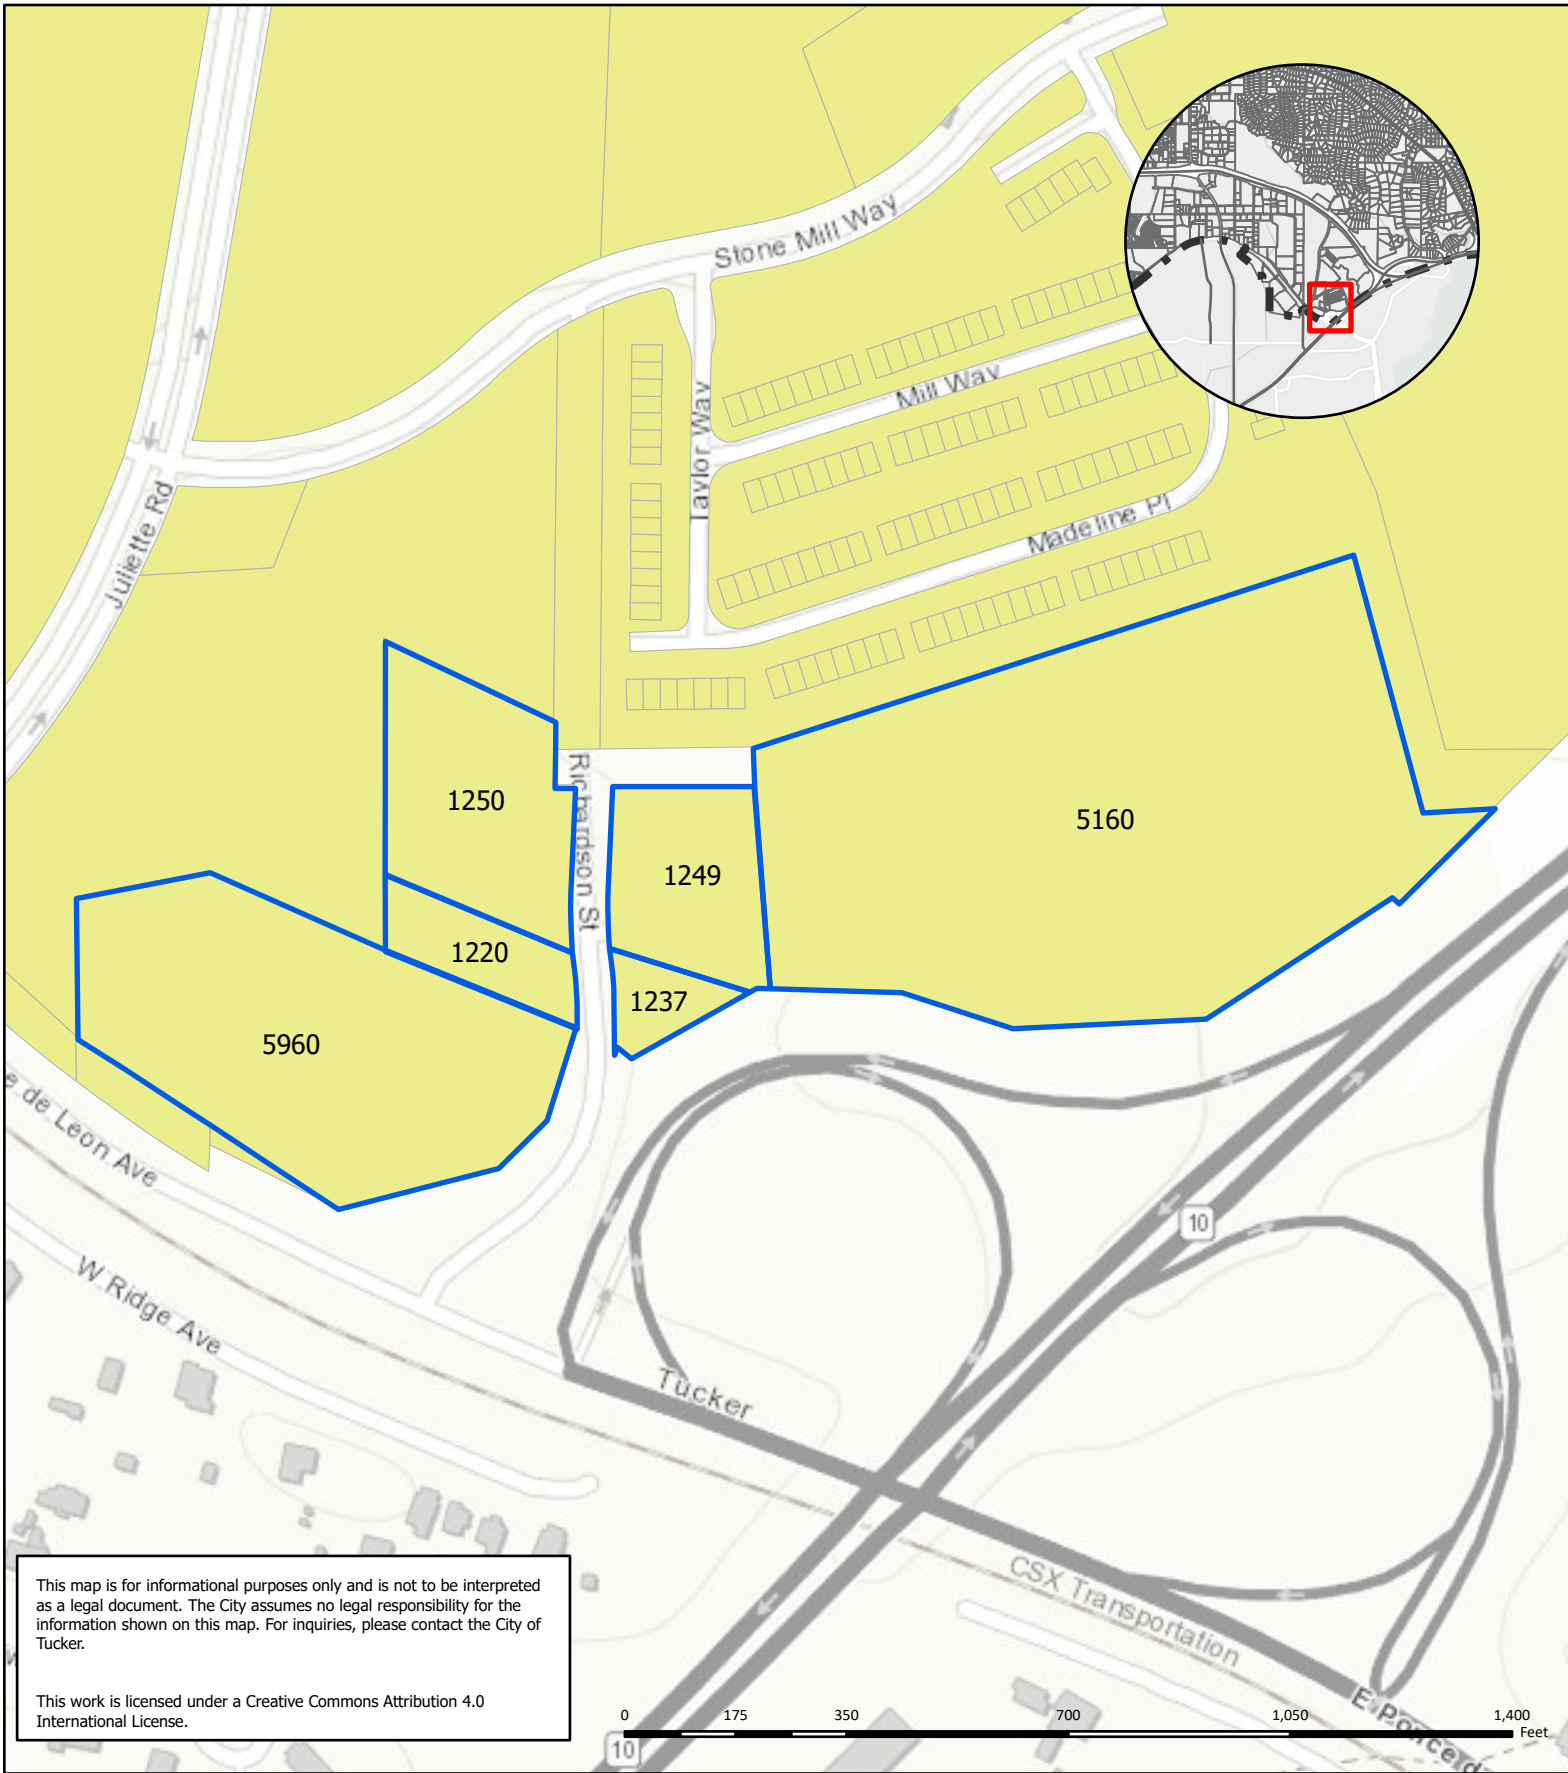 Stone Mill Way
Mill Way
Taylor Way
Madeline Pl
Juliette Rd
Richardson St
1250
5160
1249
1220
1237
5960
de Leon Ave
10
W Ridge Ave
Tucker
CSX Transportation
This map is for informational purposes only and is not to be interpreted
as a legal document. The City assumes no legal responsibility for the
information shown on this map. For inquiries, please contact the City of
Tucker.
This work is licensed under a Creative Commons Attribution 4.0
International License.
0 175 350 700 1,050 1,400
Feet
E Ponce d
10